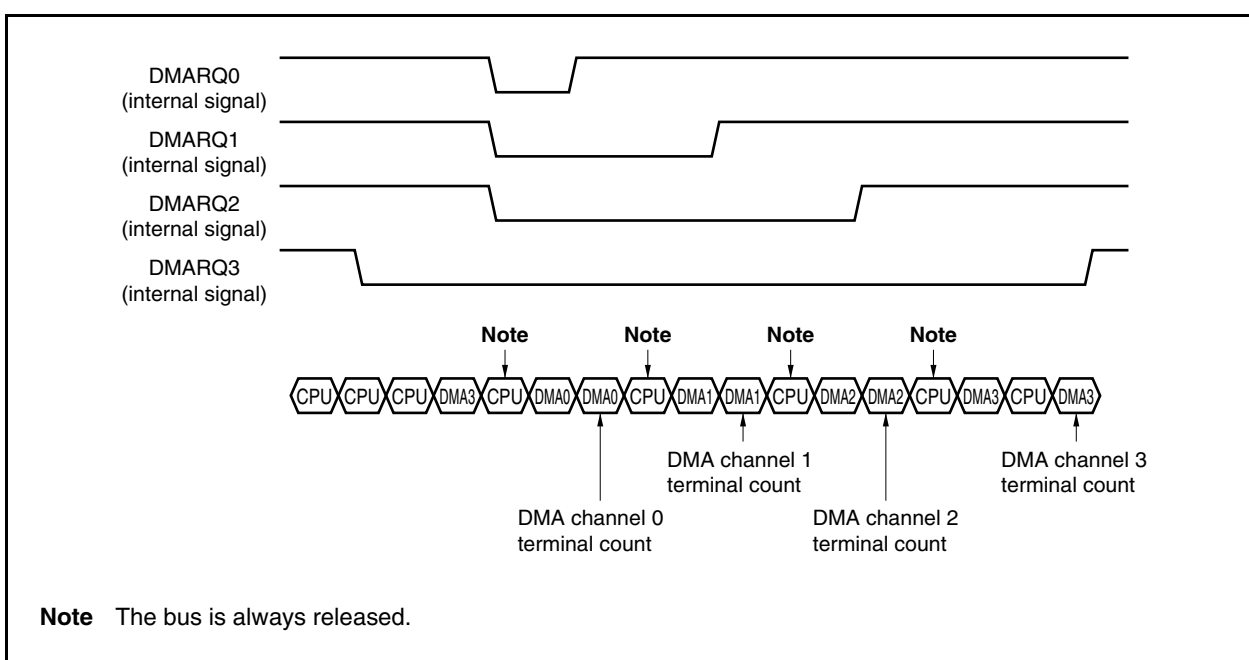 DMARQ0
(internal signal)
DMARQ1
(internal signal)
DMARQ2
(internal signal)
DMARQ3
(internal signal)
Note Note Note Note
CPU CPU CPU DMA3 CPU DMA0 DMA0 CPU DMA1 DMA1 CPU DMA2 DMA2 CPU DMA3 CPU DMA3
DMA channel 1
terminal count
DMA channel 3
terminal count
DMA channel 0
terminal count
DMA channel 2
terminal count
Note The bus is always released.